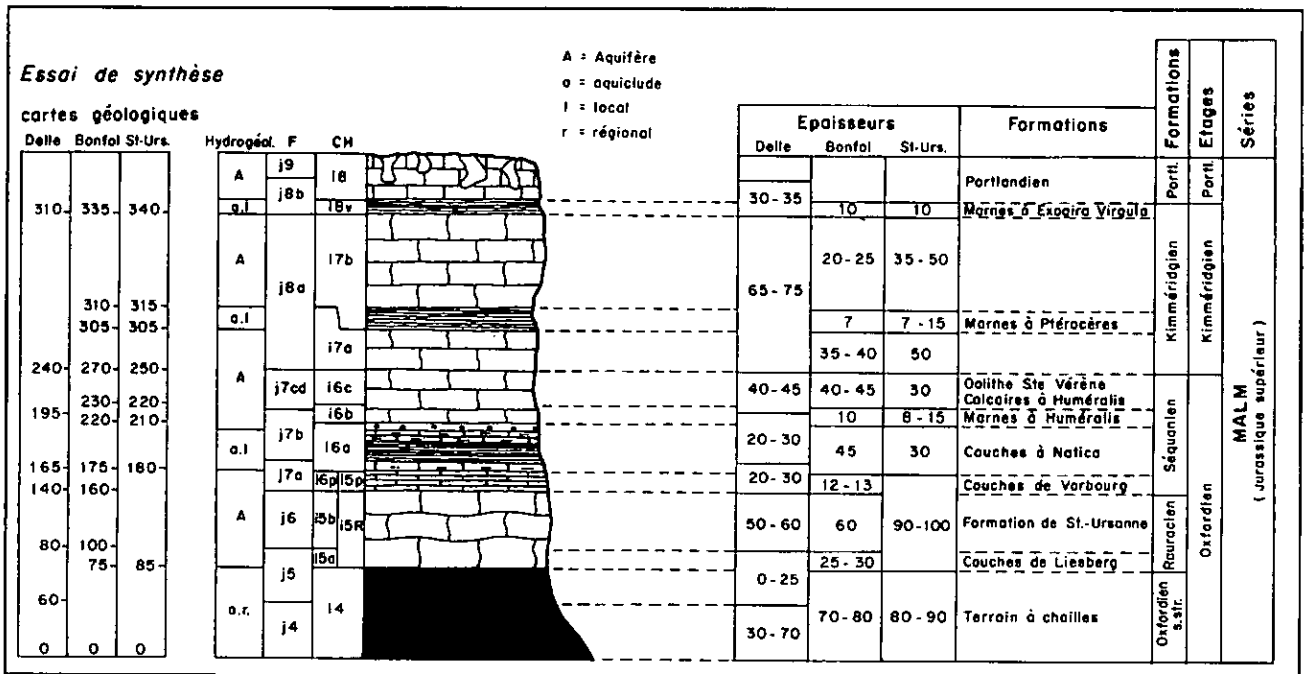 Essai de synthèse
cartes géologiques
A = Aquifère
a = aquiclude
l = local
r = régional
Delle Bonfol St-Urs. Hydrogéol. F CH
Epaisseurs Formations Formations Etages Séries
Delle Bonfol St-Urs.
A j9 i8
j8b
Portlandien Portl. Portl.
30-35
310 335 340 a.l i8v
10 10 Marnes à Exogira Virgula
A j8a i7b
20-25 35-50 Kimméridgien Kimméridgien
65-75
310 315
a.l
305 305
7 7-15 Marnes à Ptérocères
i7a
35-40 50
240 270 250
A j7cd i6c
40-45 40-45 30 Oolithe Ste Vérène
Calcaires à Huméralis
230 220
i6b
195 220 210
10 8-15 Marnes à Huméralis
a.l j7b i6a
20-30 45 30 Couches à Natica Séquanien
MALM
(Jurassique supérieur)
165 175 180
j7a i6p i5p
20-30 12-13 Couches de Vorbourg
140 160
A j6 i5b i5R
50-60 60 90-100 Formation de St.-Ursanne Rauracien Oxfordien
80 100
75 85 j5 i5a
0-25 25-30 Couches de Liesberg
60
a.r. j4 i4
30-70 70-80 80-90 Terrain à chailles Oxfordien s.str.
0 0 0